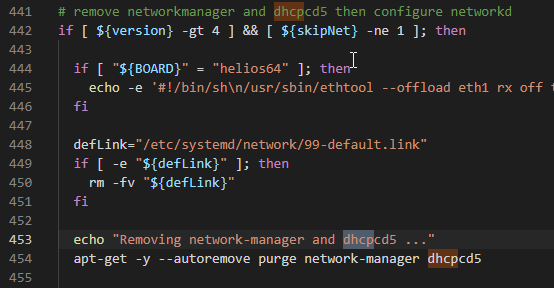 441 # remove networkmanager and dhcpcd5 then configure networkd
442 if [ ${version} -gt 4 ] && [ ${skipNet} -ne 1 ]; then
443
444 if [ "${BOARD}" = "helios64" ]; then
445 echo -e '#!/bin/sh\n/usr/sbin/ethtool --offload eth1 rx off
446 fi
447
448 defLink="/etc/systemd/network/99-default.link"
449 if [ -e "${defLink}" ]; then
450 rm -fv "${defLink}"
451 fi
452
453 echo "Removing network-manager and dhcpcd5 ..."
454 apt-get -y --autoremove purge network-manager dhcpcd5
455